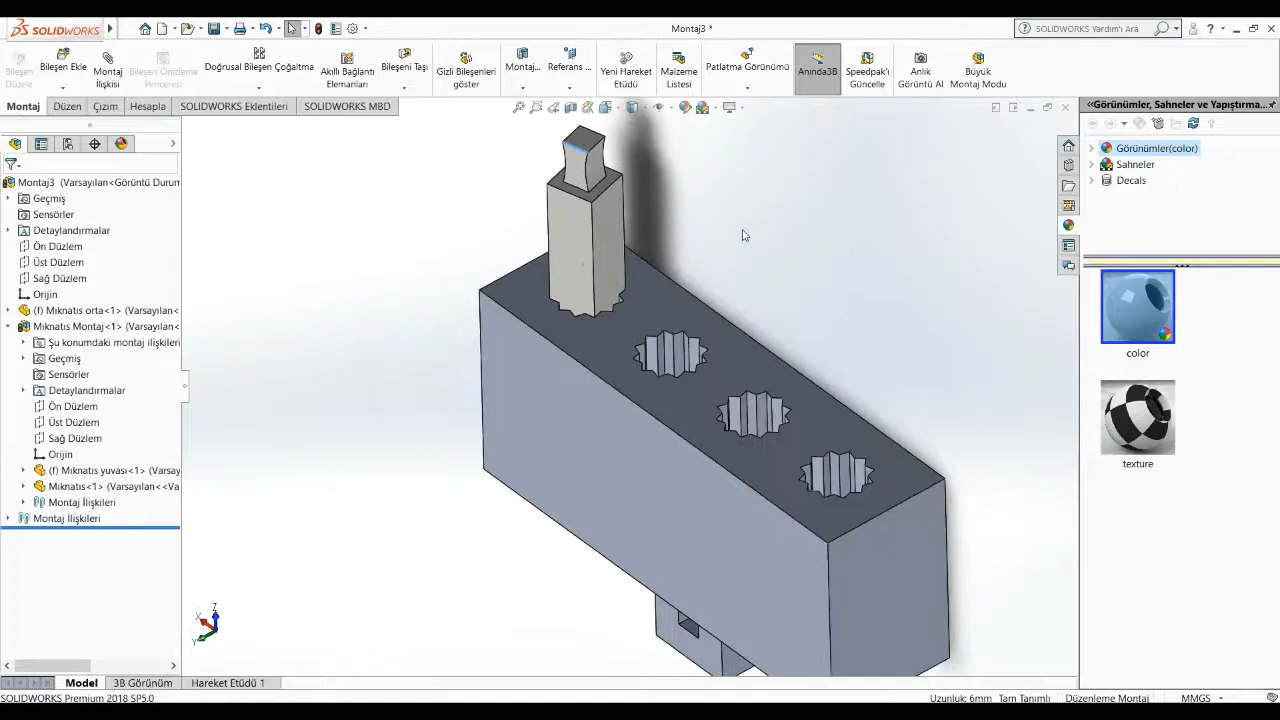 SOLIDWORKS
Montaj3 *
SOLIDWORKS Yardım'ı Ara
Bileşen Düzenle
Bileşen Ekle
Montaj İlişkisi
Bileşen Önizleme Penceresi
Doğrusal Bileşen Çoğaltma
Akıllı Bağlantı Elemanları
Bileşeni Taşı
Gizli Bileşenleri göster
Montaj...
Referans ...
Yeni Hareket Etüdü
Malzeme Listesi
Patlatma Görünümü
Anında3B
Speedpak'i Güncelle
Anlık Görüntü Al
Büyük Montaj Modu
Montaj
Düzen
Çizim
Hesapla
SOLIDWORKS Eklentileri
SOLIDWORKS MBD
Montaj3 (Varsayılan<Görüntü Durum
Geçmiş
Sensörler
Detaylandırmalar
Ön Düzlem
Üst Düzlem
Sağ Düzlem
Orijin
(f) Mıknatıs orta<1> (Varsayılan<
Mıknatıs Montaj<1> (Varsayılan<
Şu konumdaki montaj ilişkileri
Geçmiş
Sensörler
Detaylandırmalar
Ön Düzlem
Üst Düzlem
Sağ Düzlem
Orijin
(f) Mıknatıs yuvası<1> (Varsay
Mıknatıs<1> (Varsayılan<<Va
Montaj İlişkileri
Montaj İlişkileri
Z
X
Y
Görünümler, Sahneler ve Yapıştırma...
Görünümler(color)
Sahneler
Decals
color
texture
Model
3B Görünüm
Hareket Etüdü 1
SOLIDWORKS Premium 2018 SP5.0
Uzunluk: 6mm
Tam Tanımlı
Düzenleme Montaj
MMGS